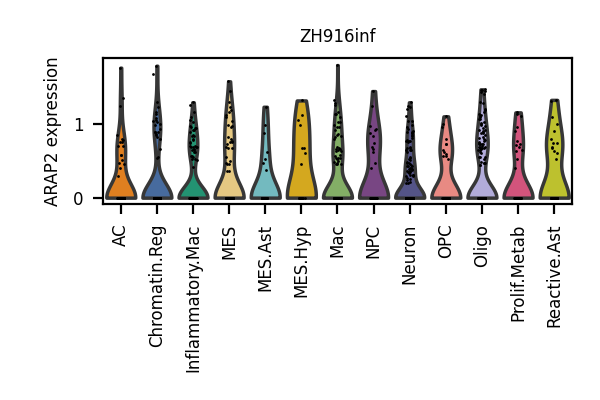 ZH916inf
ARAP2 expression
1
0
AC
Chromatin.Reg
Inflammatory.Mac
MES
MES.Ast
MES.Hyp
Mac
NPC
Neuron
OPC
Oligo
Prolif.Metab
Reactive.Ast